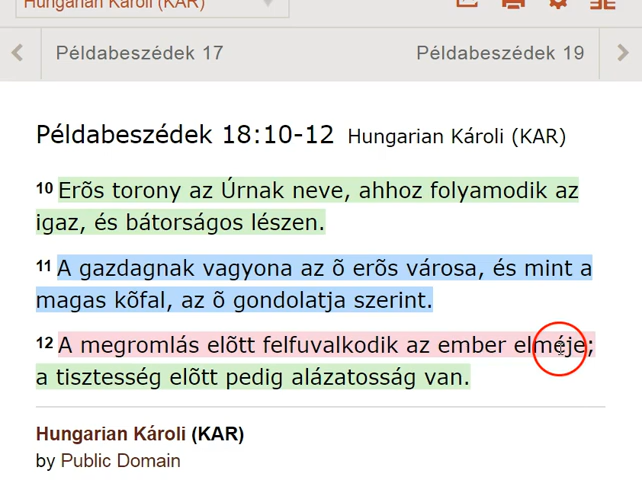 Hungarian Károli (KAR)
Példabeszédek 17
Példabeszédek 19
Példabeszédek 18:10-12 Hungarian Károli (KAR)
10 Erõs torony az Úrnak neve, ahhoz folyamodik az
igaz, és bátorságos lészen.
11 A gazdagnak vagyona az õ erõs városa, és mint a
magas kõfal, az õ gondolatja szerint.
12 A megromlás elõtt felfuvalkodik az ember elméje;
a tisztesség elõtt pedig alázatosság van.
Hungarian Károli (KAR)
by Public Domain